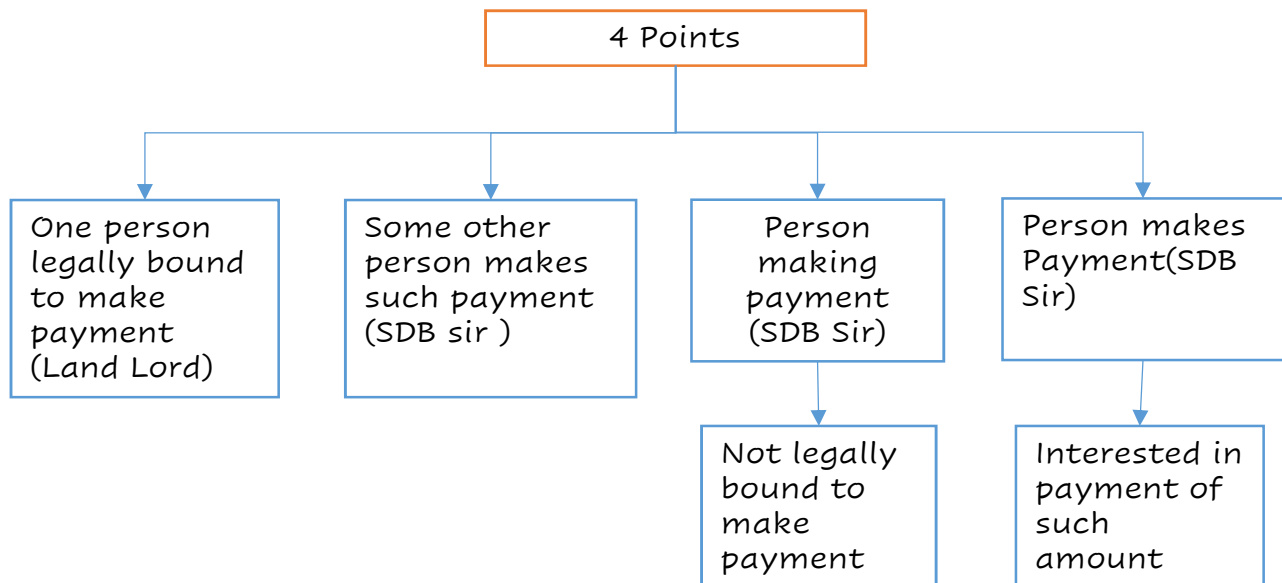 4 Points
One person
legally bound
to make
payment
(Land Lord)
Some other
person makes
such payment
(SDB sir )
Person
making
payment
(SDB Sir)
Person makes
Payment(SDB
Sir)
Not legally
bound to
make
payment
Interested in
payment of
such
amount